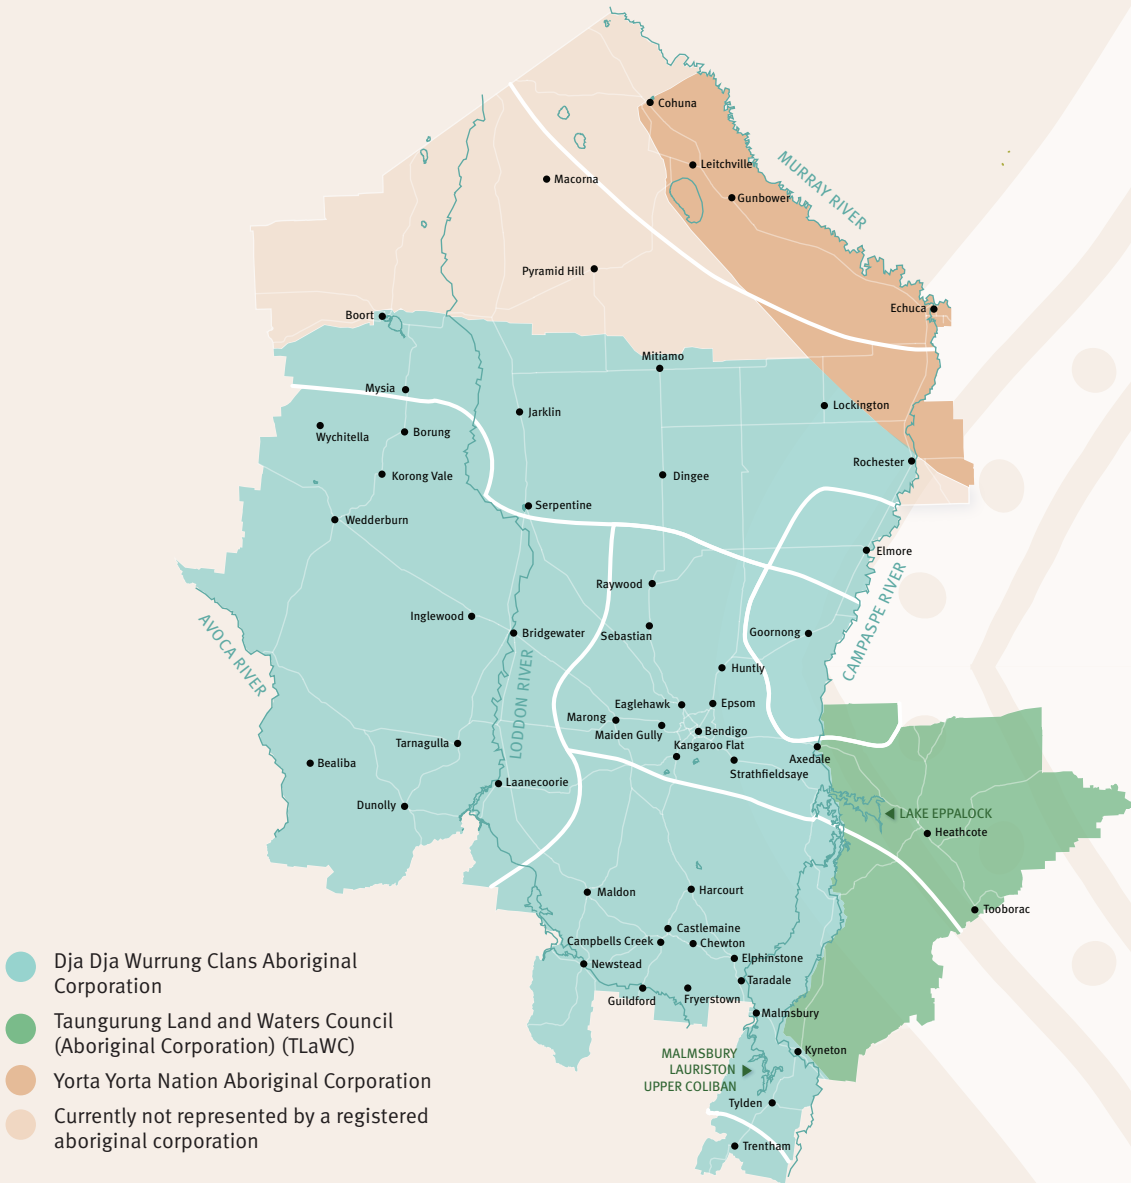 Cohuna
Leitchville
MURRAY RIVER
Macorna
Gunbower
Pyramid Hill
Echuca
Boort
Mitiamo
Mysia
Jarklin
Lockington
Wychitella
Borung
Rochester
Korong Vale
Dingee
Serpentine
Wedderburn
Elmore
CAMPASPE RIVER
Raywood
AVOCA RIVER
Inglewood
Bridgewater
Sebastian
Goornong
LODDON RIVER
Huntly
Eaglehawk
Epsom
Marong
Maiden Gully
Bendigo
Tarnagulla
Kangaroo Flat
Axedale
Bealiba
Strathfieldsaye
Laanecoorie
Dunolly
LAKE EPPALOCK
Heathcote
Maldon
Harcourt
Tooborac
Castlemaine
Campbells Creek
Chewton
Newstead
Elphinstone
Taradale
Guildford
Fryerstown
Malmsbury
Kyneton
MALMSBURY
LAURISTON
UPPER COLIBAN
Tylden
Trentham
Dja Dja Wurrung Clans Aboriginal
Corporation
Taungurung Land and Waters Council
(Aboriginal Corporation) (TLaWC)
Yorta Yorta Nation Aboriginal Corporation
Currently not represented by a registered
aboriginal corporation